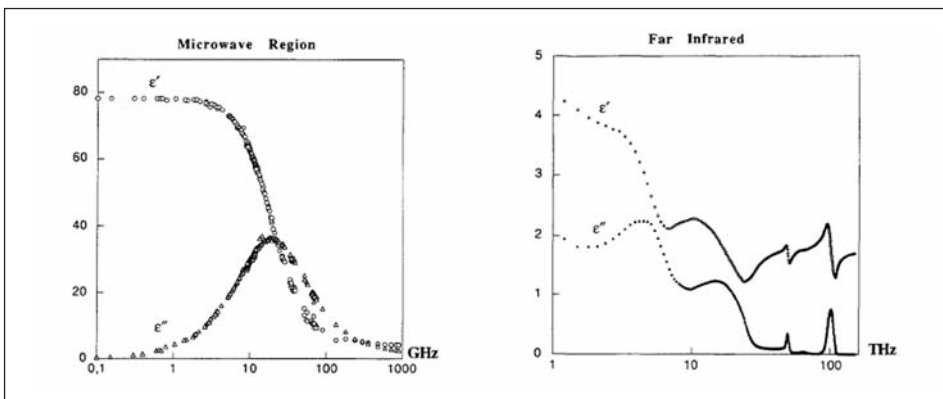 Microwave Region
80
60
40
20
0
ε′
ε″
0,1 1 10 100 1000
GHz
Far Infrared
5
4
3
2
1
0
ε′
ε″
1 10 100
THz